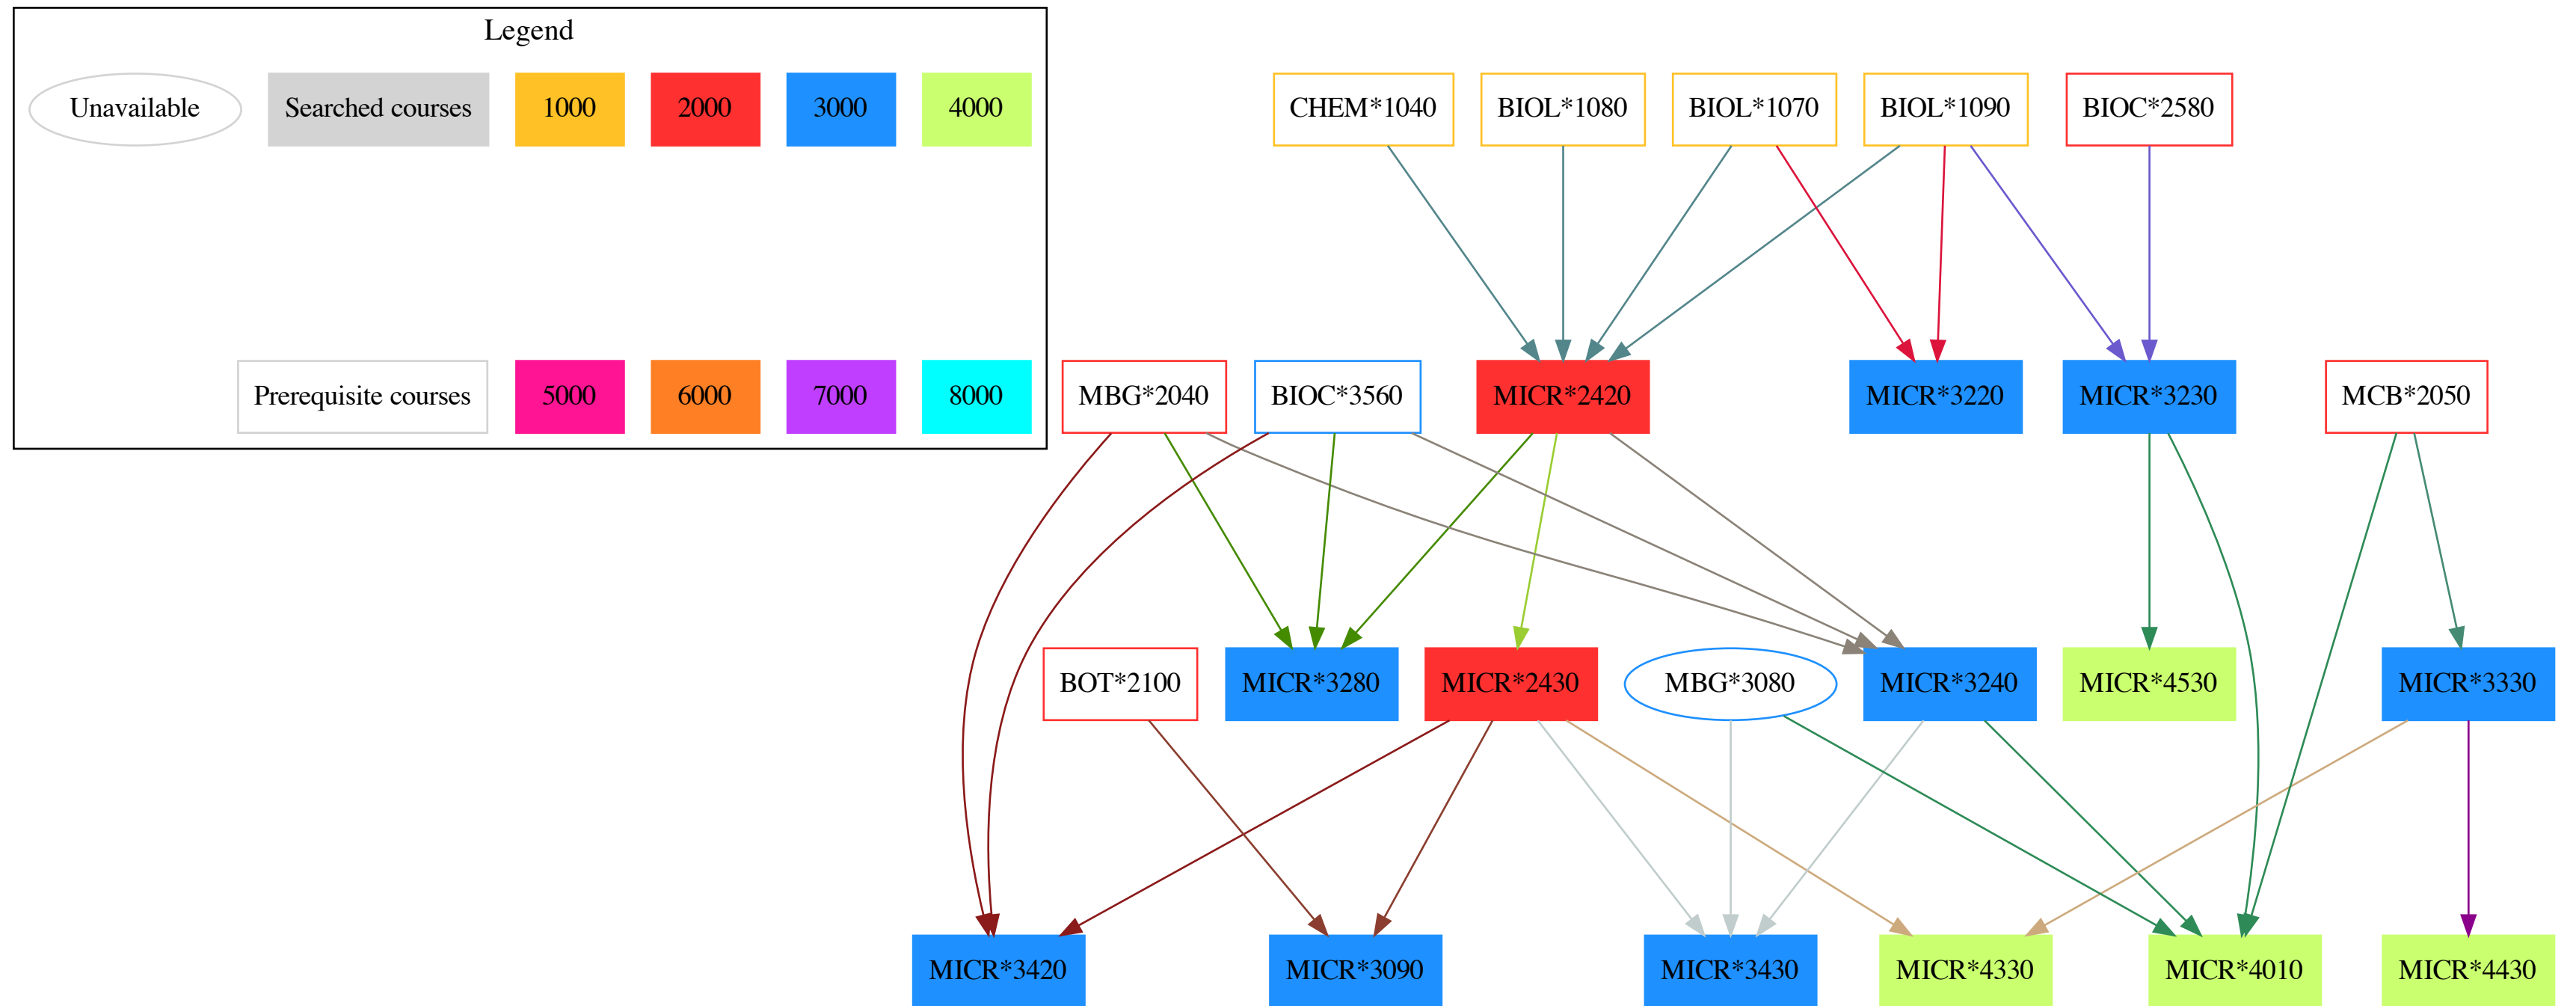 Legend
Unavailable
Searched courses
1000
2000
3000
4000
CHEM*1040
BIOL*1080
BIOL*1070
BIOL*1090
BIOC*2580
Prerequisite courses
5000
6000
7000
8000
MBG*2040
BIOC*3560
MICR*2420
MICR*3220
MICR*3230
MCB*2050
BOT*2100
MICR*3280
MICR*2430
MBG*3080
MICR*3240
MICR*4530
MICR*3330
MICR*3420
MICR*3090
MICR*3430
MICR*4330
MICR*4010
MICR*4430